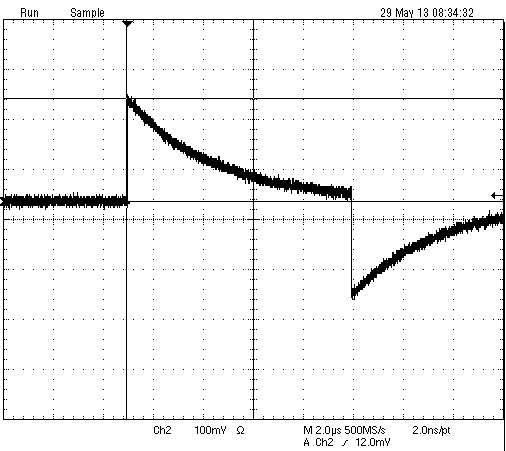 Run Sample 29 May 13 08:34:32
Ch2 100mV Ω M 2.0µs 500MS/s 2.0ns/pt
A Ch2 ∕ 12.0mV